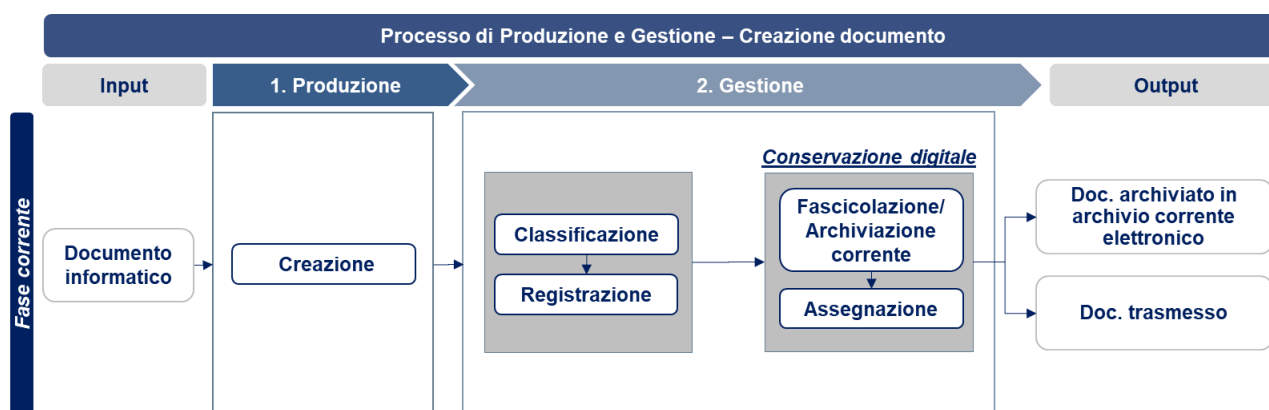 Processo di Produzione e Gestione – Creazione documento
Input
1. Produzione
2. Gestione
Output
Fase corrente
Documento
informatico
Creazione
Classificazione
Registrazione
Conservazione digitale
Fascicolazione/
Archiviazione
corrente
Assegnazione
Doc. archiviato in
archivio corrente
elettronico
Doc. trasmesso